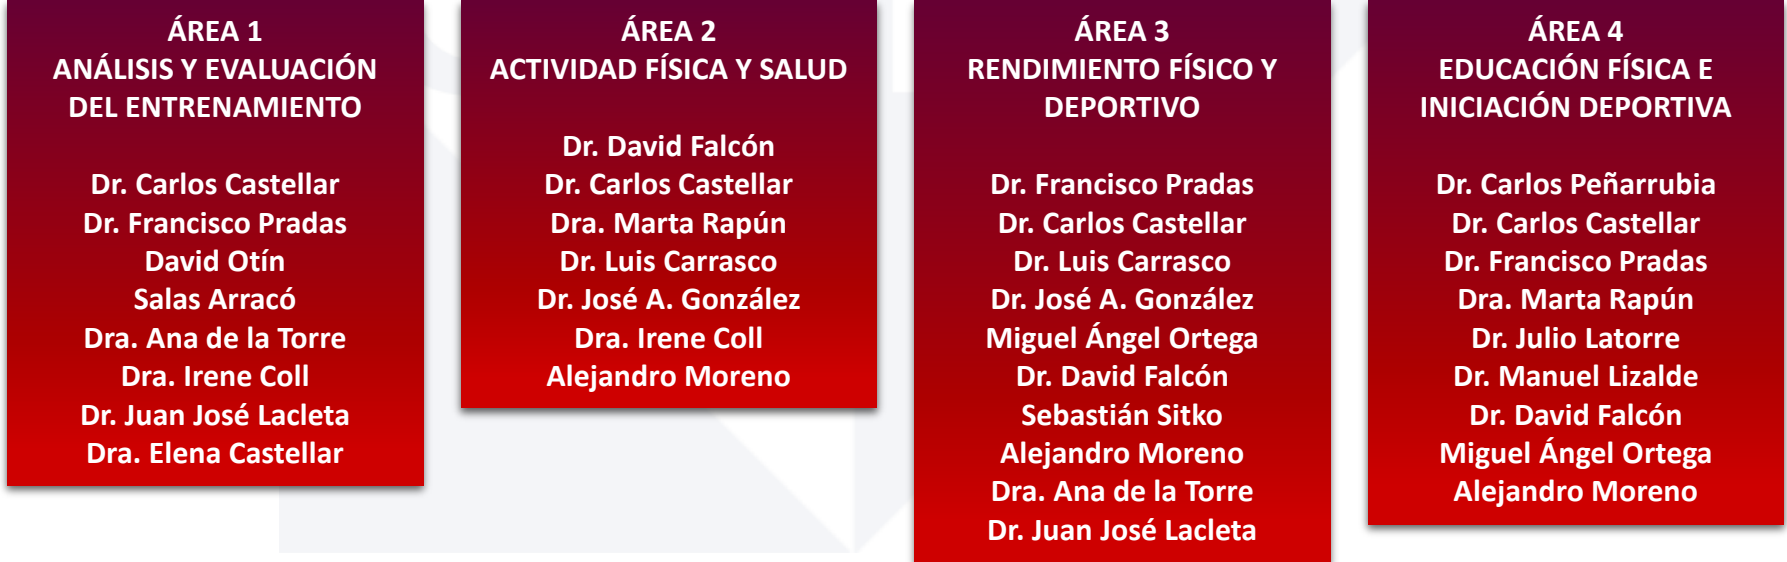 ÁREA 1
ANÁLISIS Y EVALUACIÓN
DEL ENTRENAMIENTO
Dr. Carlos Castellar
Dr. Francisco Pradas
David Otín
Salas Arracó
Dra. Ana de la Torre
Dra. Irene Coll
Dr. Juan José Lacleta
Dra. Elena Castellar
ÁREA 2
ACTIVIDAD FÍSICA Y SALUD
Dr. David Falcón
Dr. Carlos Castellar
Dra. Marta Rapún
Dr. Luis Carrasco
Dr. José A. González
Dra. Irene Coll
Alejandro Moreno
ÁREA 3
RENDIMIENTO FÍSICO Y
DEPORTIVO
Dr. Francisco Pradas
Dr. Carlos Castellar
Dr. Luis Carrasco
Dr. José A. González
Miguel Ángel Ortega
Dr. David Falcón
Sebastián Sitko
Alejandro Moreno
Dra. Ana de la Torre
Dr. Juan José Lacleta
ÁREA 4
EDUCACIÓN FÍSICA E
INICIACIÓN DEPORTIVA
Dr. Carlos Peñarrubia
Dr. Carlos Castellar
Dr. Francisco Pradas
Dra. Marta Rapún
Dr. Julio Latorre
Dr. Manuel Lizalde
Dr. David Falcón
Miguel Ángel Ortega
Alejandro Moreno